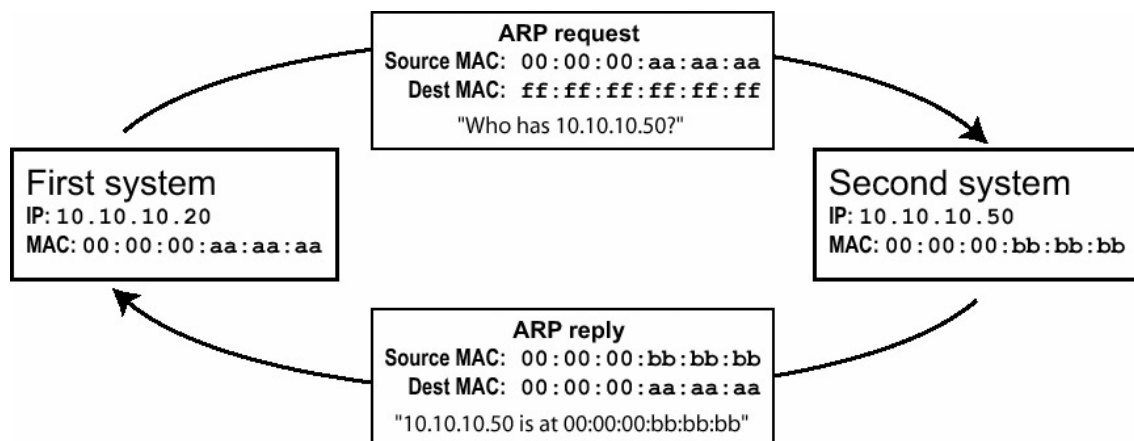 ARP request
Source MAC: 00:00:00:aa:aa:aa
Dest MAC: ff:ff:ff:ff:ff:ff
"Who has 10.10.10.50?"
First system
IP: 10.10.10.20
MAC: 00:00:00:aa:aa:aa
Second system
IP: 10.10.10.50
MAC: 00:00:00:bb:bb:bb
ARP reply
Source MAC: 00:00:00:bb:bb:bb
Dest MAC: 00:00:00:aa:aa:aa
"10.10.10.50 is at 00:00:00:bb:bb:bb"